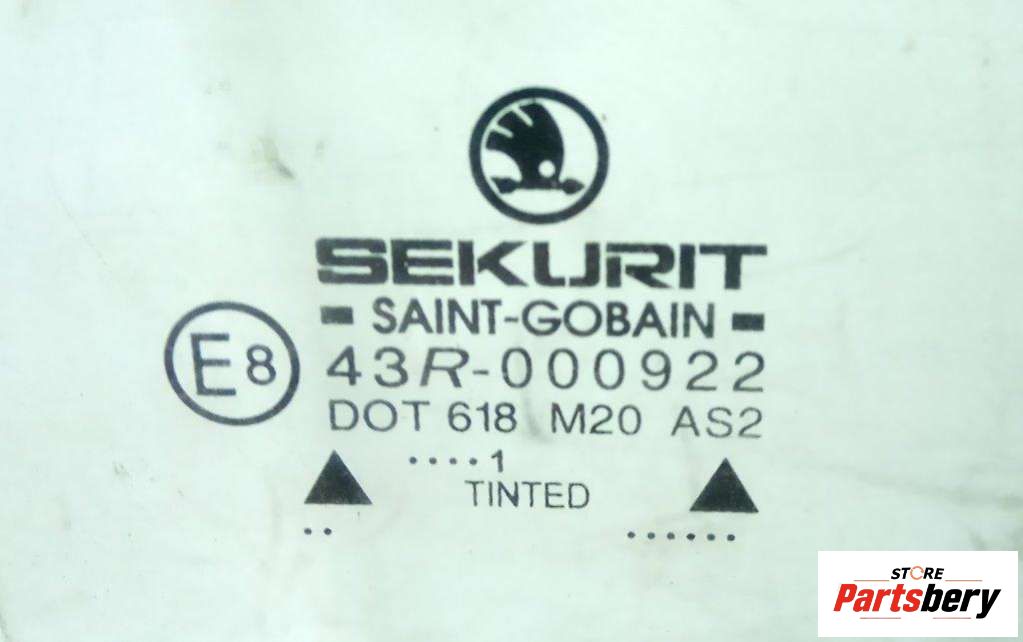 SEKURIT
SAINT-GOBAIN
E8 43R-000922
DOT 618 M20 AS2
....1
TINTED
.. ......
STORE
Partsbery